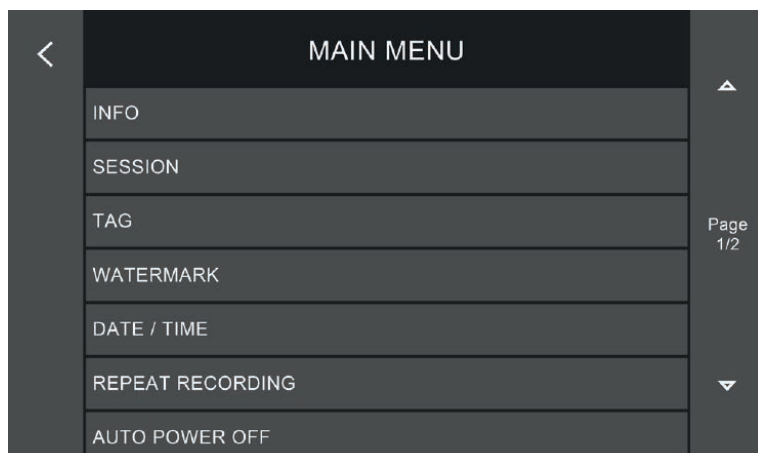 MAIN MENU
INFO
SESSION
TAG
WATERMARK
DATE / TIME
REPEAT RECORDING
AUTO POWER OFF
Page
1/2